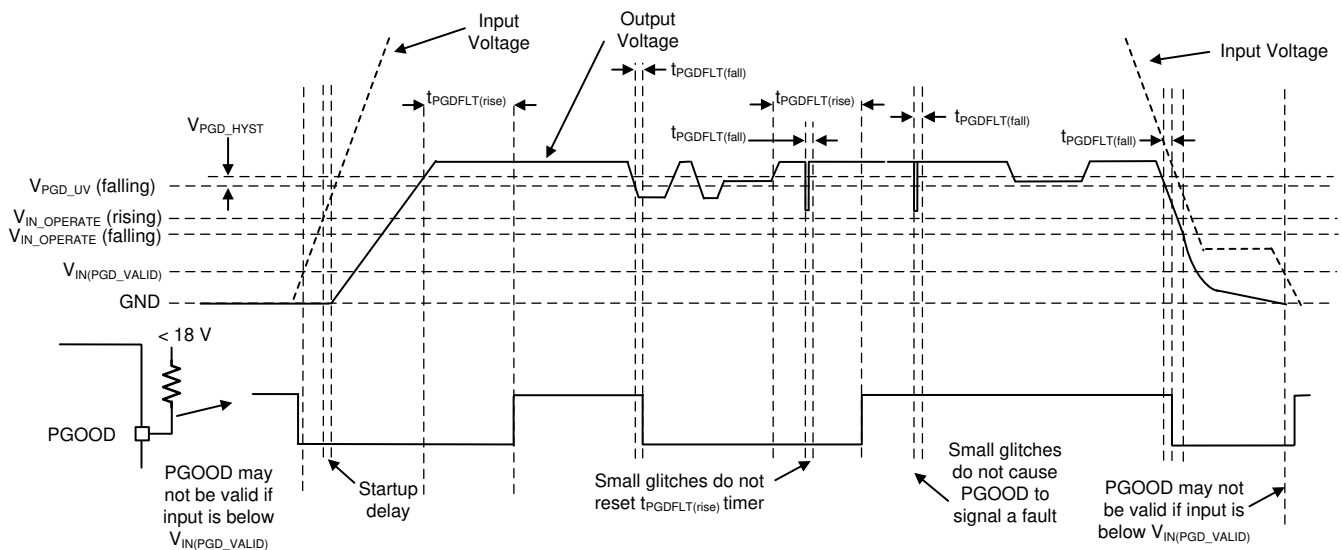 Input
Voltage
Output
Voltage
Input Voltage
tPGDFLT(fall)
tPGDFLT(rise)
tPGDFLT(rise)
tPGDFLT(fall)
tPGDFLT(fall)
tPGDFLT(fall)
VPGD_HYST
VPGD_UV (falling)
VIN_OPERATE (rising)
VIN_OPERATE (falling)
VIN(PGD_VALID)
GND
< 18 V
PGOOD
PGOOD may
not be valid if
input is below
VIN(PGD_VALID)
Startup
delay
Small glitches do not
reset tPGDFLT(rise) timer
Small glitches
do not cause
PGOOD to
signal a fault
PGOOD may not
be valid if input is
below VIN(PGD_VALID)